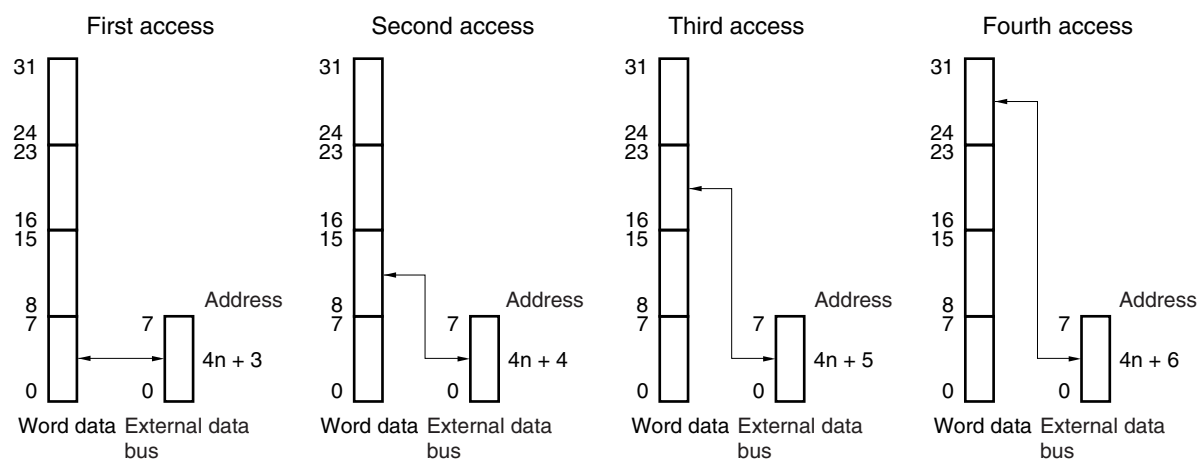 First access
31
24
23
16
15
8
7
0
Address
7
4n + 3
0
Word data
External data
bus
Second access
31
24
23
16
15
8
7
0
Address
7
4n + 4
0
Word data
External data
bus
Third access
31
24
23
16
15
8
7
0
Address
7
4n + 5
0
Word data
External data
bus
Fourth access
31
24
23
16
15
8
7
0
Address
7
4n + 6
0
Word data
External data
bus